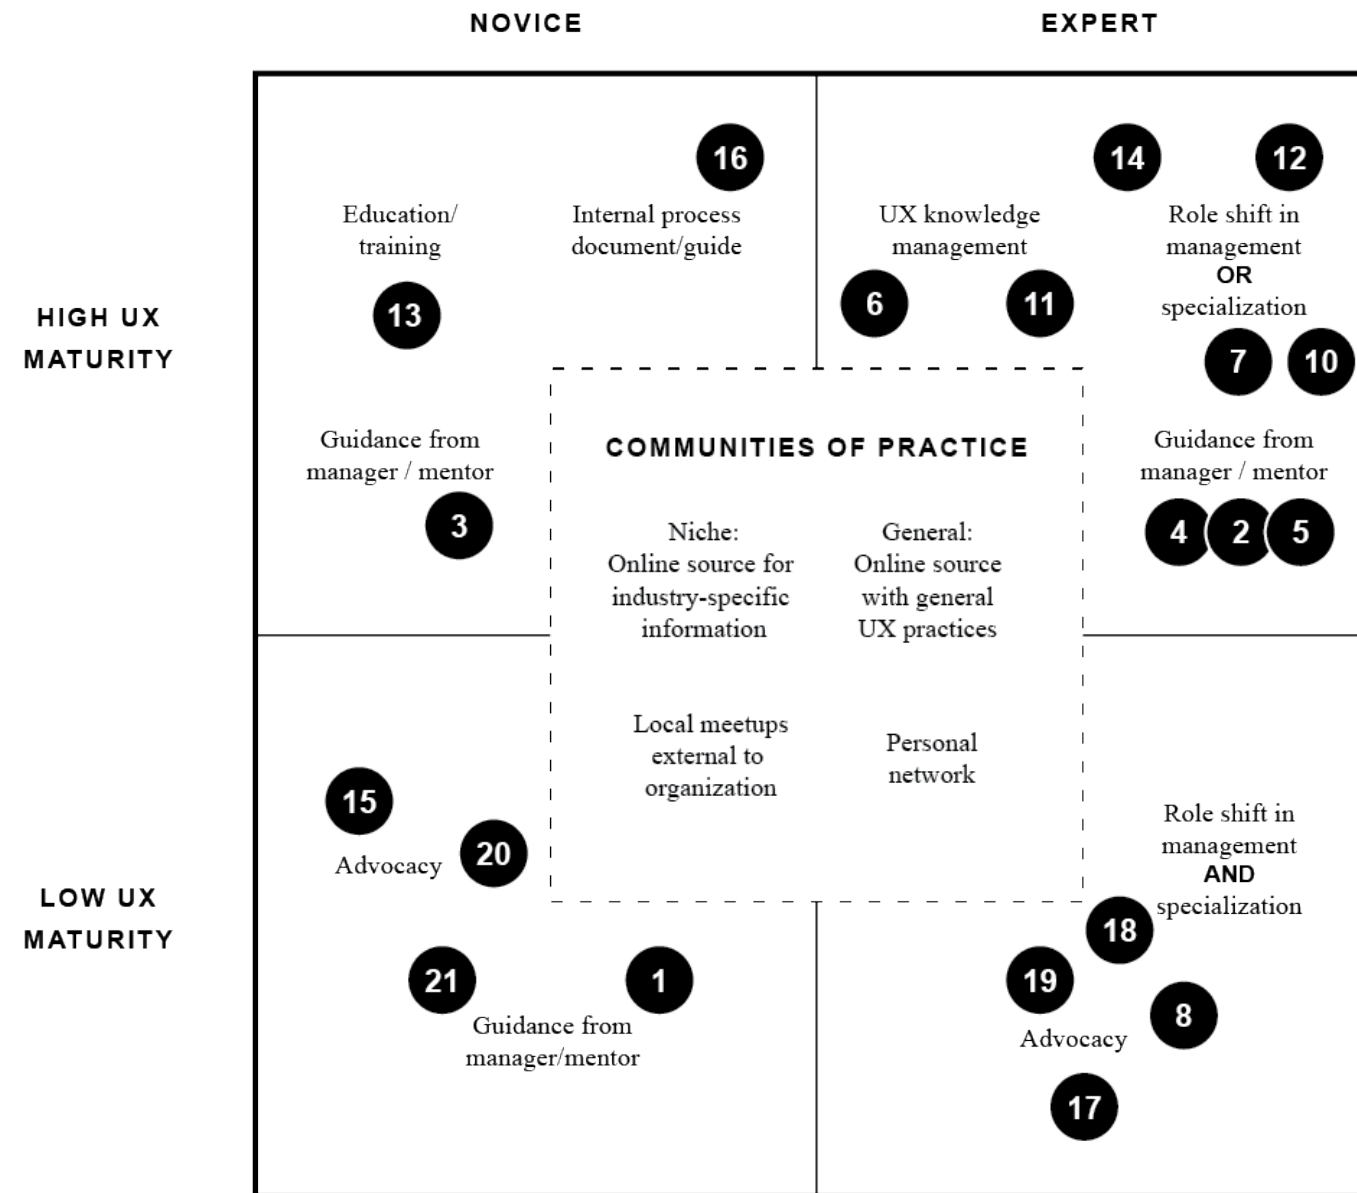 NOVICE
EXPERT
HIGH UX
MATURITY
LOW UX
MATURITY
16
Education/
training
Internal process
document/guide
13
Guidance from
manager / mentor
3
14
12
UX knowledge
management
6
11
Role shift in
management
OR
specialization
7
10
Guidance from
manager / mentor
4
2
5
COMMUNITIES OF PRACTICE
Niche:
Online source for
industry-specific
information
General:
Online source
with general
UX practices
Local meetups
external to
organization
Personal
network
15
Advocacy
20
21
1
Guidance from
manager/mentor
Role shift in
management
AND
specialization
18
19
8
Advocacy
17